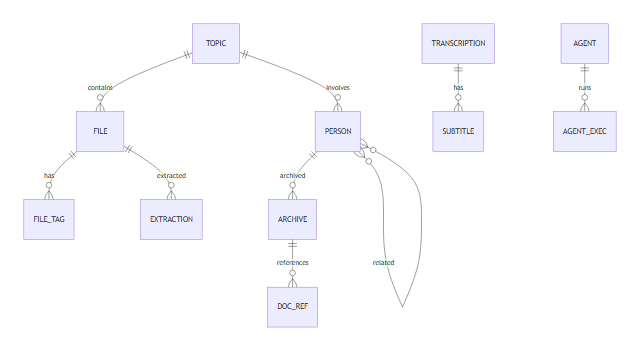 TOPIC
TRANSCRIPTION
AGENT
contains
involves
has
runs
FILE
PERSON
SUBTITLE
AGENT_EXEC
has
extracted
archived
FILE_TAG
EXTRACTION
ARCHIVE
references
related
DOC_REF